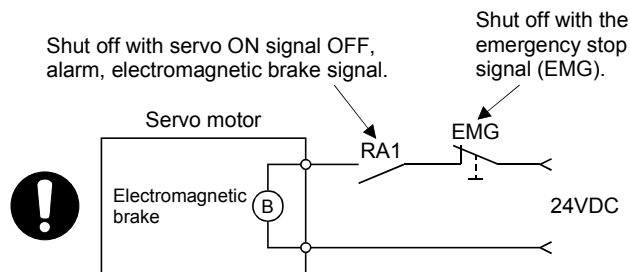 Shut off with servo ON signal OFF,
alarm, electromagnetic brake signal.
Shut off with the
emergency stop
signal (EMG).
Servo motor
RA1
EMG
Electromagnetic
brake
B
24VDC